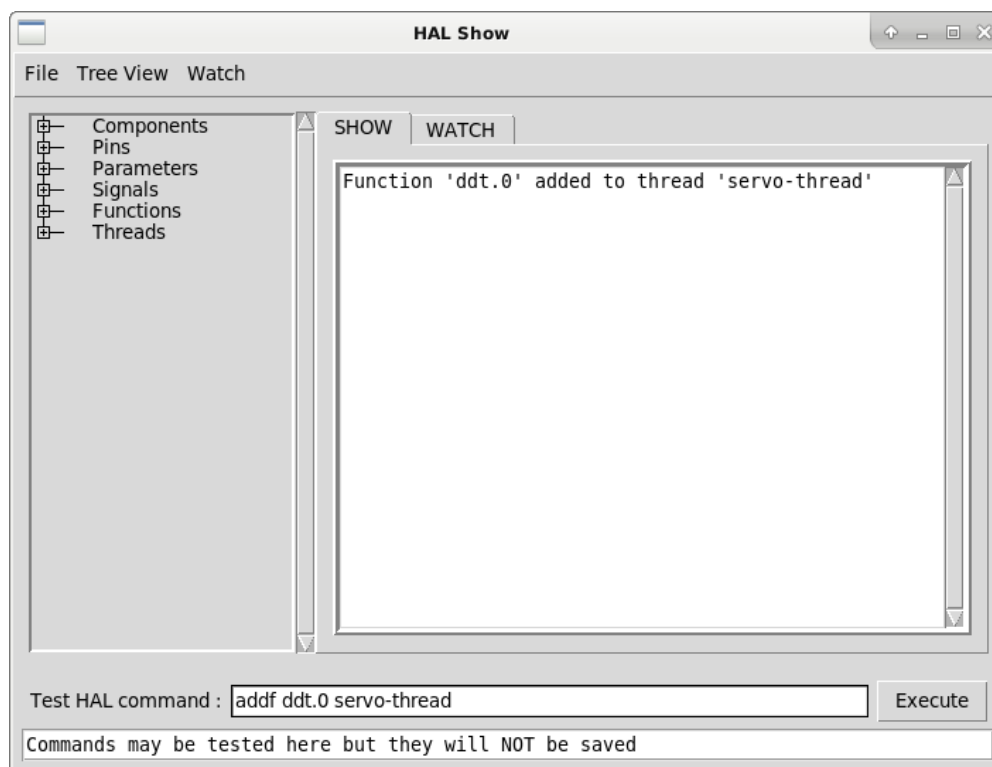 HAL Show
File Tree View Watch
Components
Pins
Parameters
Signals
Functions
Threads
SHOW WATCH
Function 'ddt.0' added to thread 'servo-thread'
Test HAL command : addf ddt.0 servo-thread Execute
Commands may be tested here but they will NOT be saved